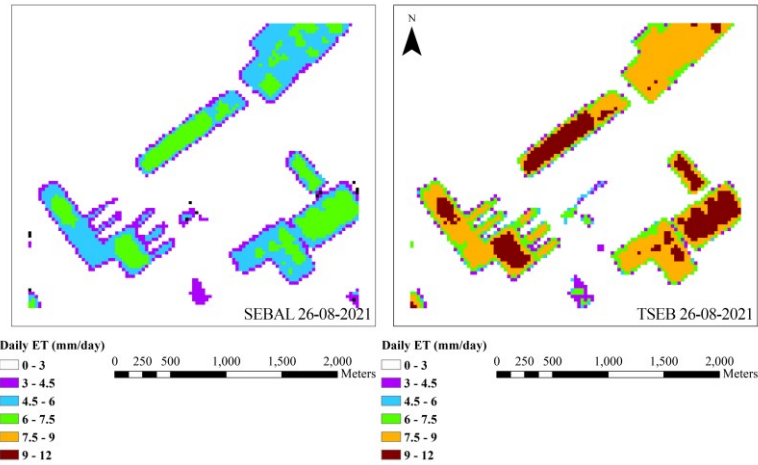 N
SEBAL 26-08-2021
TSEB 26-08-2021
Daily ET (mm/day)
0 - 3
3 - 4.5
4.5 - 6
6 - 7.5
7.5 - 9
9 - 12
0 250 500 1,000 1,500 2,000
Meters
Daily ET (mm/day)
0 - 3
3 - 4.5
4.5 - 6
6 - 7.5
7.5 - 9
9 - 12
0 250 500 1,000 1,500 2,000
Meters